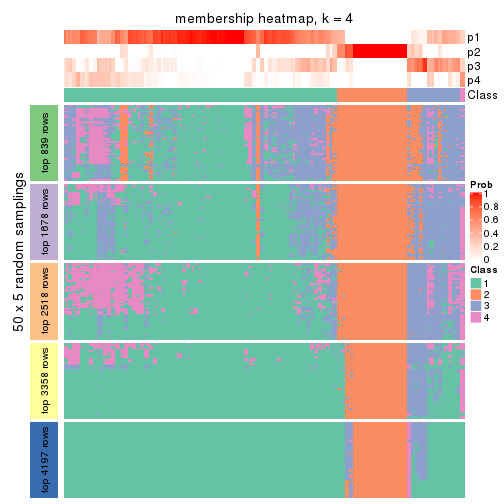 membership heatmap, k = 4
p1
p2
p3
p4
Class
50 x 5 random samplings
top 839 rows
top 1678 rows
top 2518 rows
top 3358 rows
top 4197 rows
Prob
1
0.8
0.6
0.4
0.2
0
Class
1
2
3
4